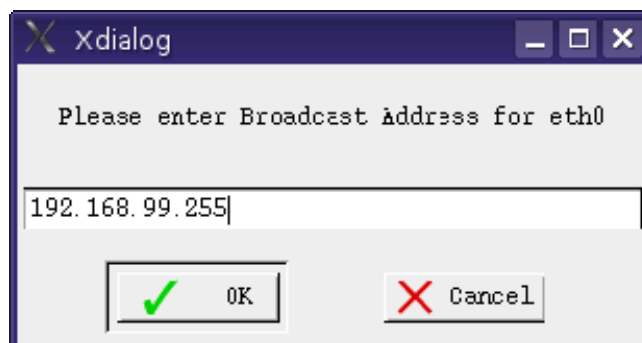 Xdialog
Please enter Broadcast Address for eth0
192.168.99.255
OK
Cancel